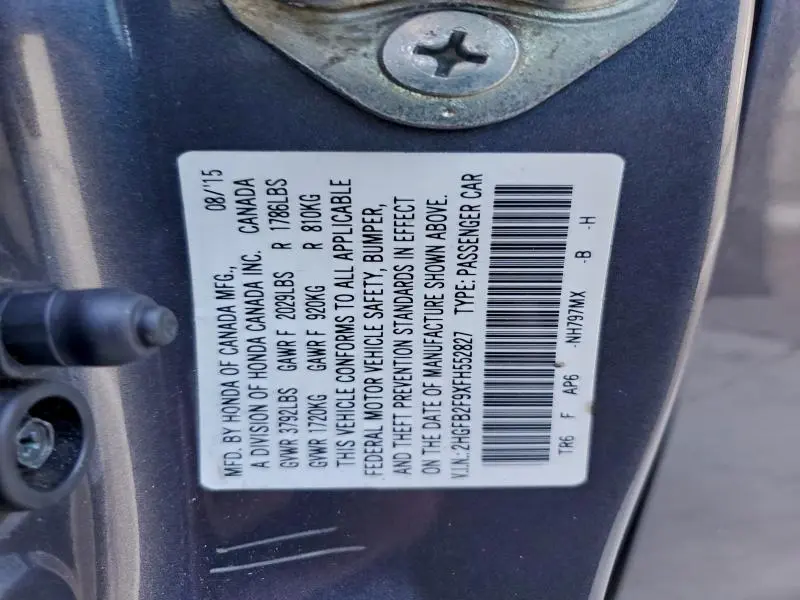 MFD. BY HONDA OF CANADA MFG., 08/'15
A DIVISION OF HONDA CANADA INC. CANADA
GVWR 3792LBS GAWR F 2029LBS R 1786LBS
GVWR 1720KG GAWR F 920KG R 810KG
THIS VEHICLE CONFORMS TO ALL APPLICABLE
FEDERAL MOTOR VEHICLE SAFETY, BUMPER,
AND THEFT PREVENTION STANDARDS IN EFFECT
ON THE DATE OF MANUFACTURE SHOWN ABOVE.
V.I.N.: 2HGFB2F9XFH552827 TYPE: PASSENGER CAR
TR6 F AP6 -NH797MX -B -H